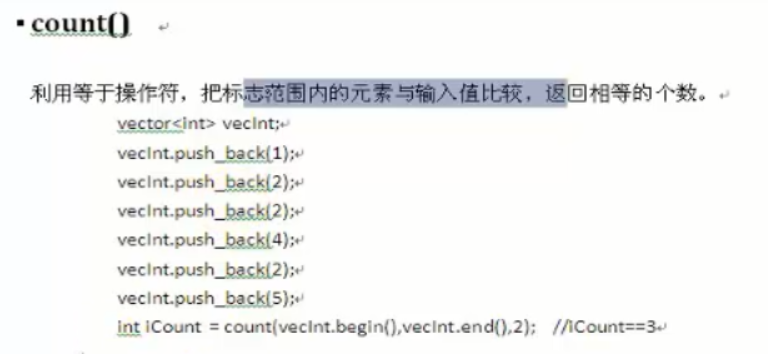 ▪ count()
利用等于操作符，把标志范围内的元素与输入值比较，返回相等的个数。
vector<int> vecInt;
vecInt.push_back(1);
vecInt.push_back(2);
vecInt.push_back(2);
vecInt.push_back(4);
vecInt.push_back(2);
vecInt.push_back(5);
int iCount = count(vecInt.begin(),vecInt.end(),2); //iCount==3